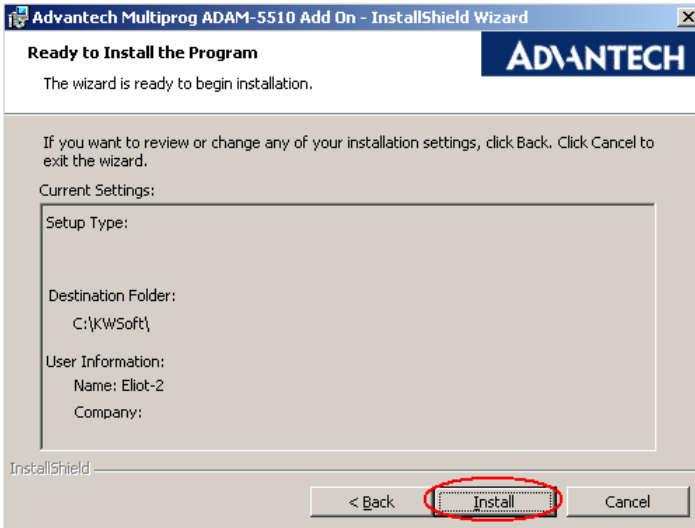 Advantech Multiprog ADAM-5510 Add On - InstallShield Wizard
Ready to Install the Program
ADVANTECH
The wizard is ready to begin installation.
If you want to review or change any of your installation settings, click Back. Click Cancel to
exit the wizard.
Current Settings:
Setup Type:
Destination Folder:
C:\KWSoft\
User Information:
Name: Eliot-2
Company:
InstallShield
< Back
Install
Cancel